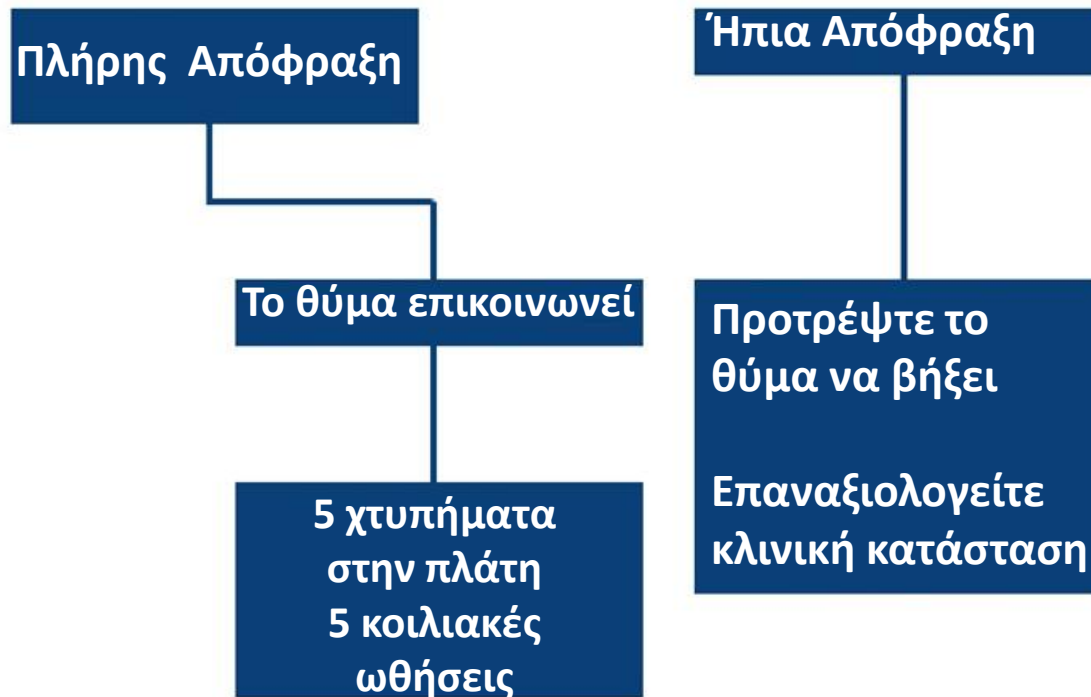 Πλήρης Απόφραξη
Το θύμα επικοινωνεί
5 χτυπήματα
στην πλάτη
5 κοιλιακές
ωθήσεις
Ήπια Απόφραξη
Προτρέψτε το
θύμα να βήξει
Επαναξιολογείτε
κλινική κατάσταση